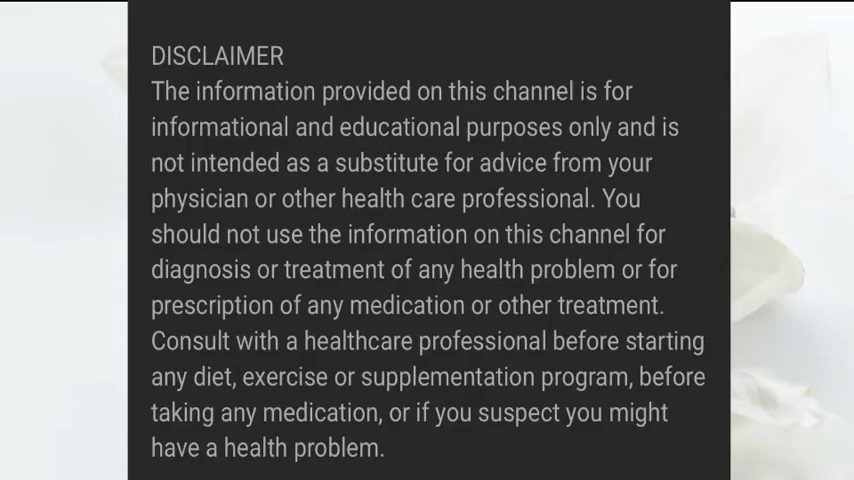 DISCLAIMER
The information provided on this channel is for
informational and educational purposes only and is
not intended as a substitute for advice from your
physician or other health care professional. You
should not use the information on this channel for
diagnosis or treatment of any health problem or for
prescription of any medication or other treatment.
Consult with a healthcare professional before starting
any diet, exercise or supplementation program, before
taking any medication, or if you suspect you might
have a health problem.